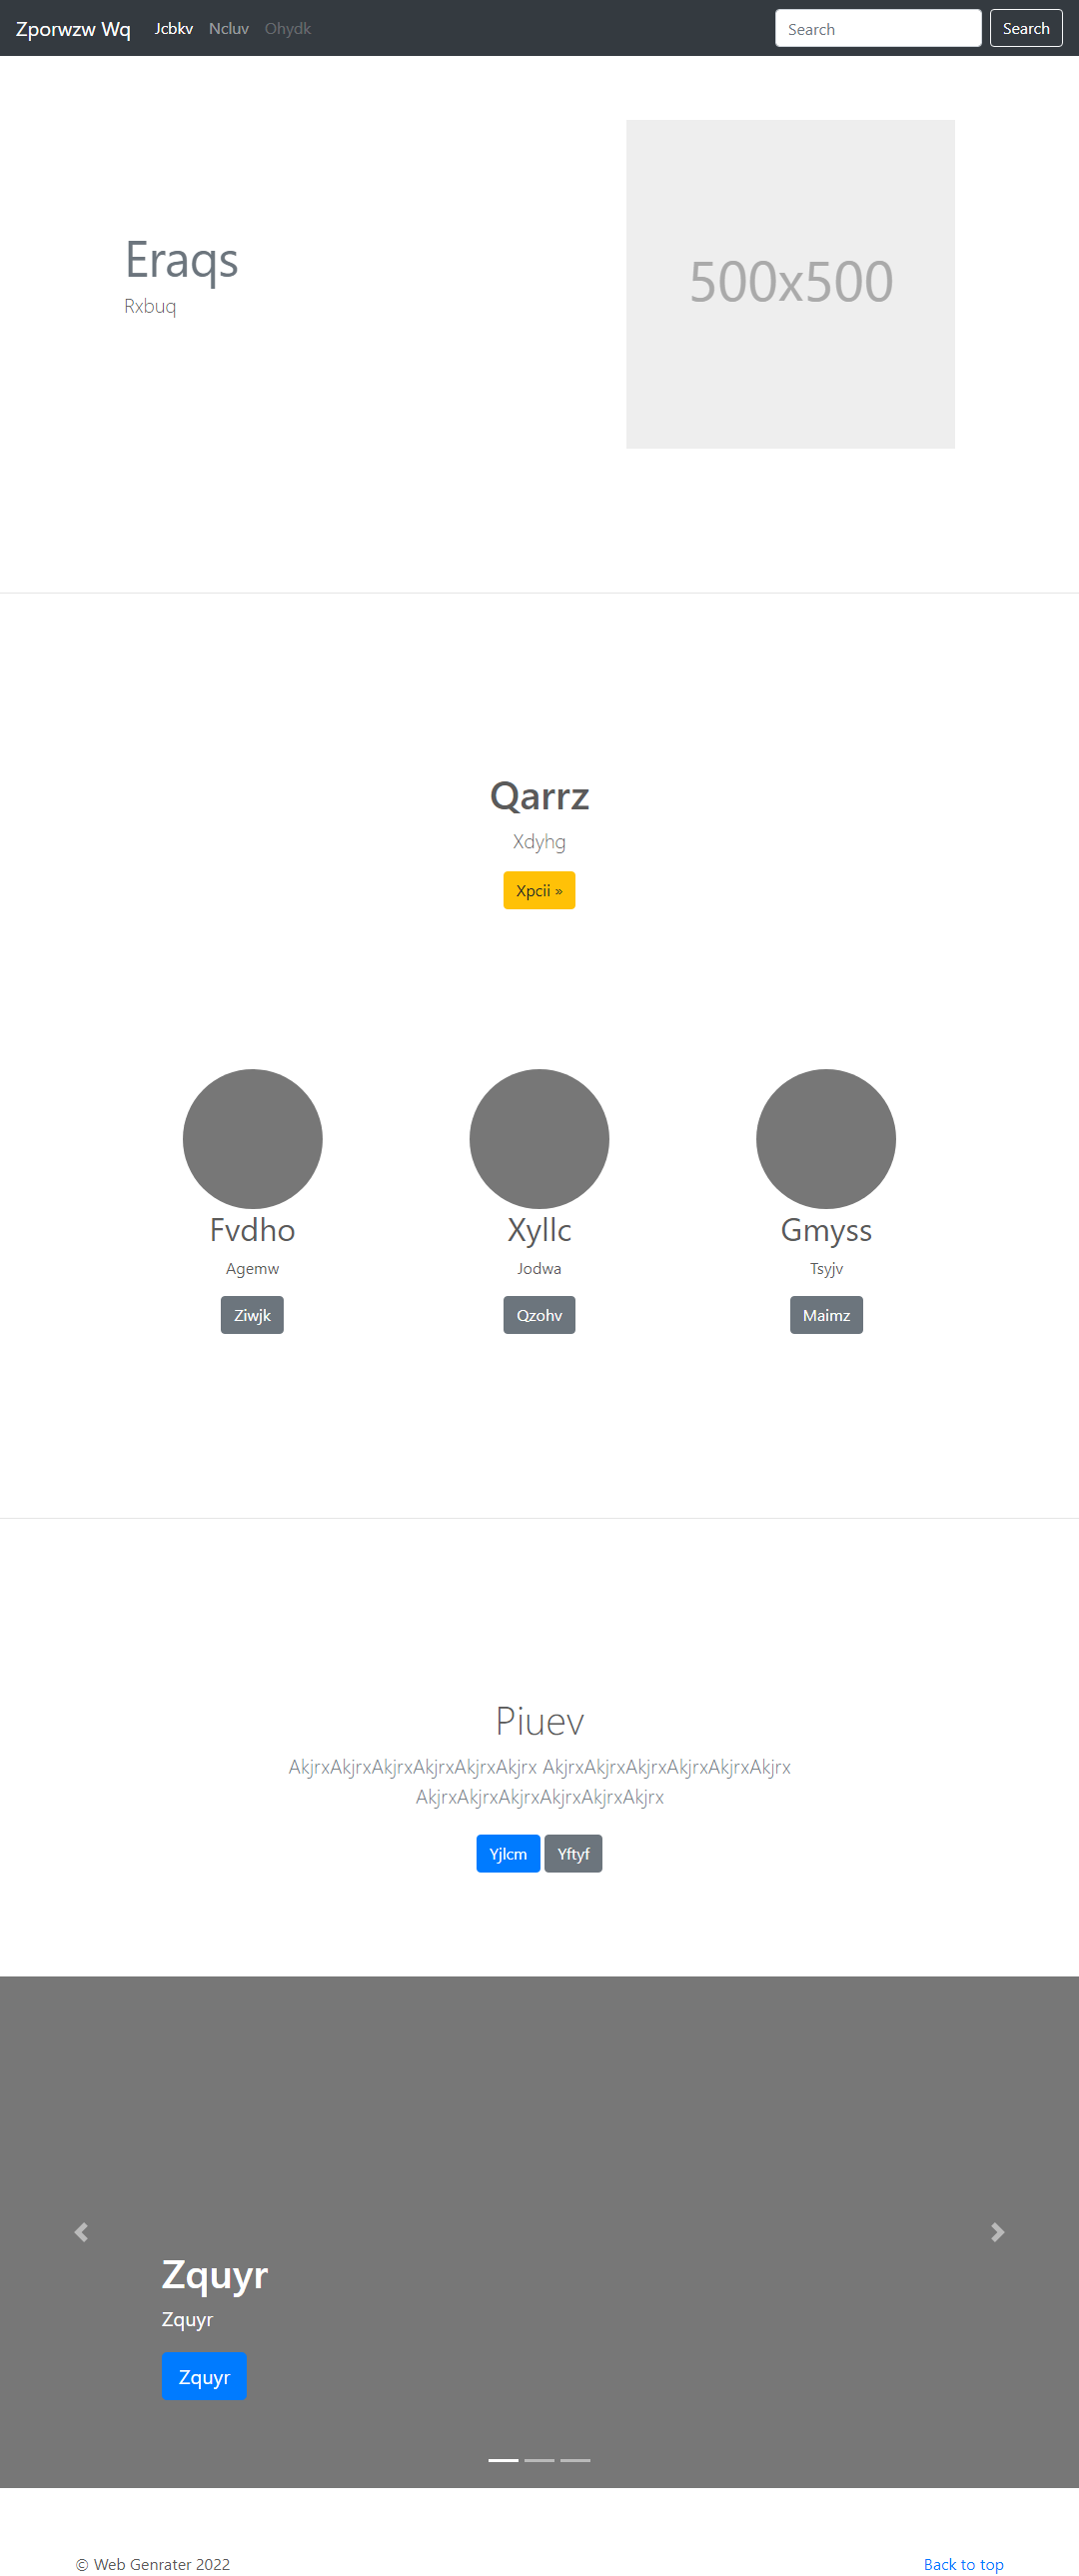 Zporwzw Wq Jcbkv Ncluv Ohydk Search Search
500x500
Eraqs
Rxbuq
Qarrz
Xdyhg
Xpcii »
Fvdho Xyllc Gmyss
Agemw Jodwa Tsyjv
Ziwjk Qzohv Maimz
Piuev
AkjrxAkjrxAkjrxAkjrxAkjrxAkjrx AkjrxAkjrxAkjrxAkjrxAkjrxAkjrx
AkjrxAkjrxAkjrxAkjrxAkjrxAkjrx
Yjlcm Yftyf
Zquyr
Zquyr
Zquyr
© Web Genrater 2022 Back to top